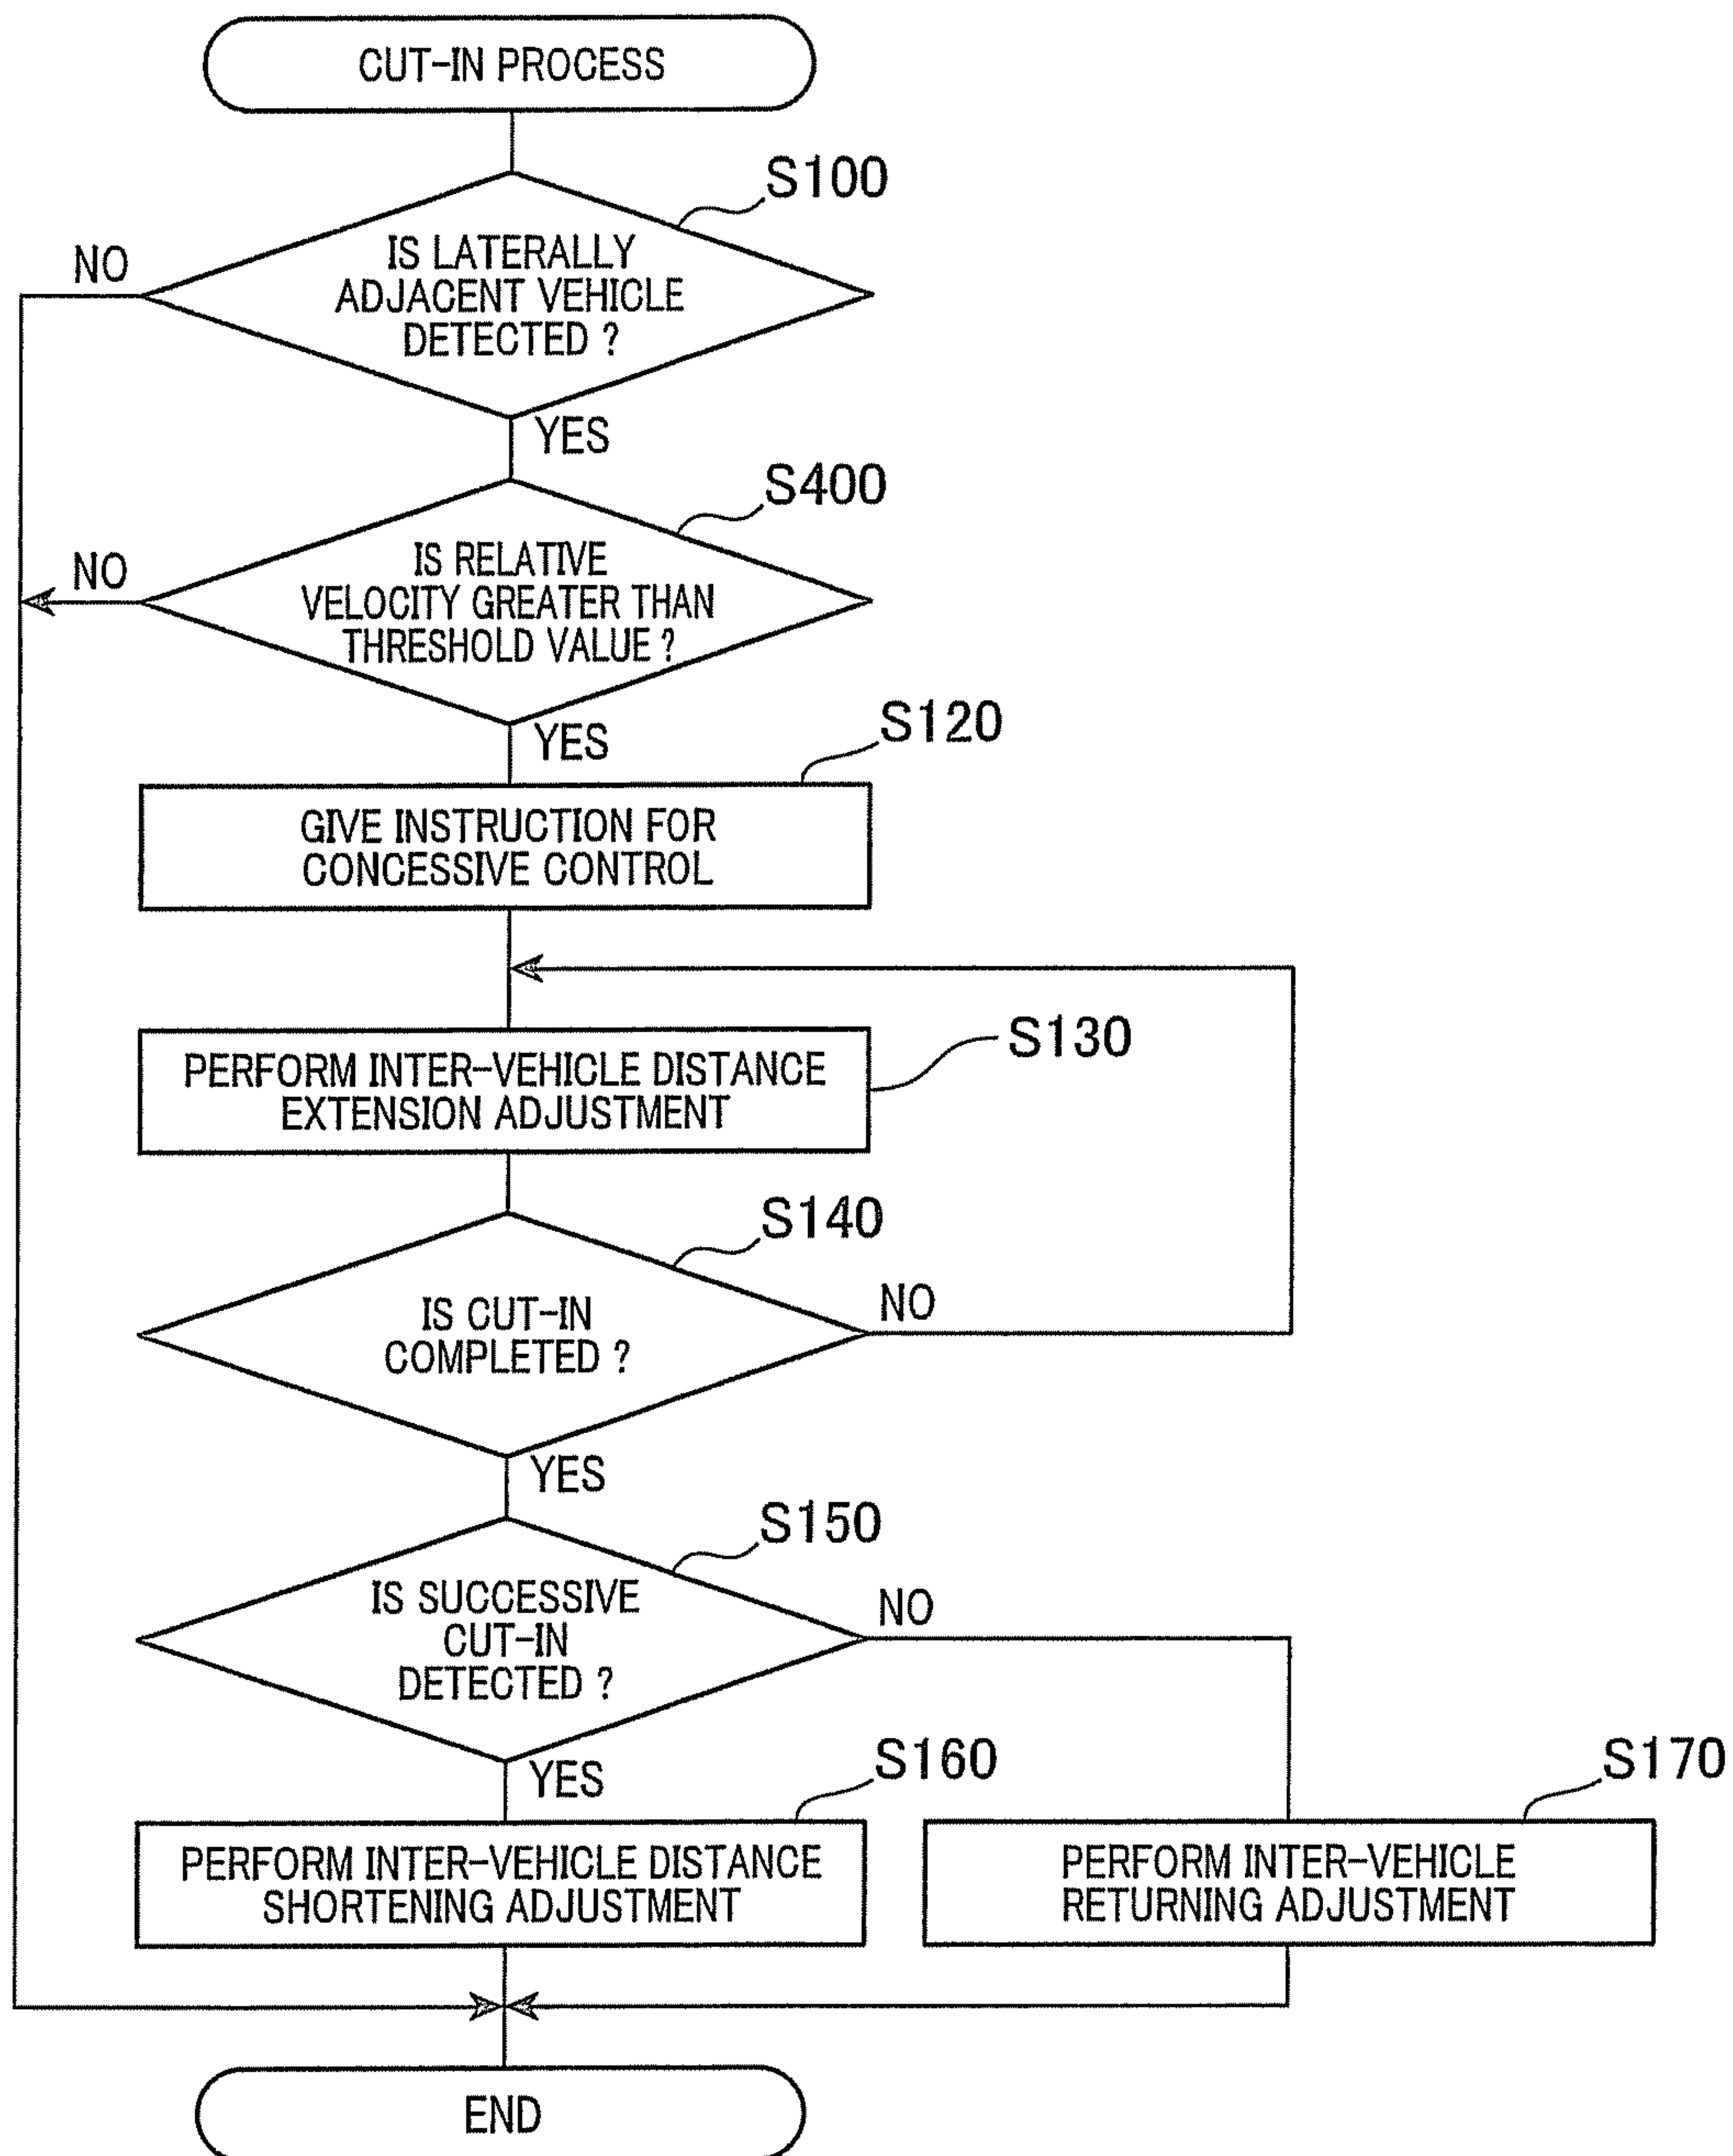 CUT-IN PROCESS
S100
IS LATERALLY
ADJACENT VEHICLE
DETECTED ?
NO
YES
S400
IS RELATIVE
VELOCITY GREATER THAN
THRESHOLD VALUE ?
NO
YES
S120
GIVE INSTRUCTION FOR
CONCESSIVE CONTROL
S130
PERFORM INTER-VEHICLE DISTANCE
EXTENSION ADJUSTMENT
S140
IS CUT-IN
COMPLETED ?
NO
YES
S150
IS SUCCESSIVE
CUT-IN
DETECTED ?
NO
YES
S160
PERFORM INTER-VEHICLE DISTANCE
SHORTENING ADJUSTMENT
S170
PERFORM INTER-VEHICLE
RETURNING ADJUSTMENT
END